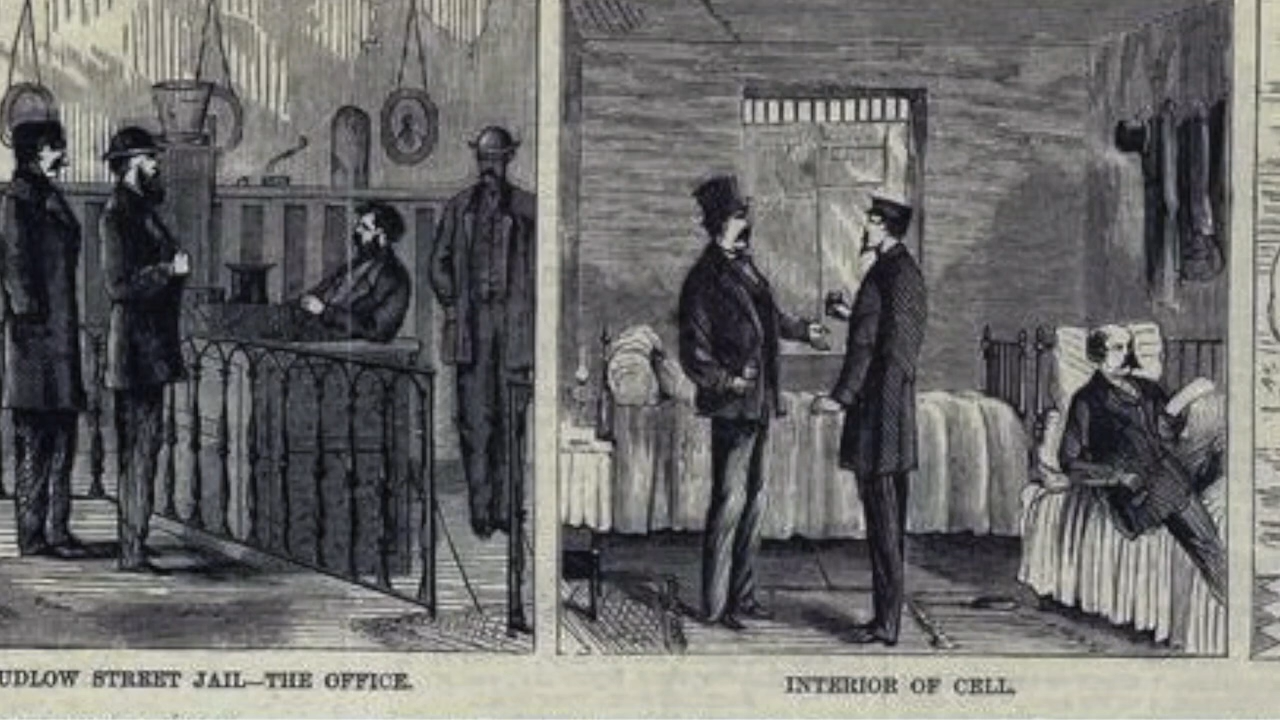 UDLOW STREET JAIL—THE OFFICE.
INTERIOR OF CELL.